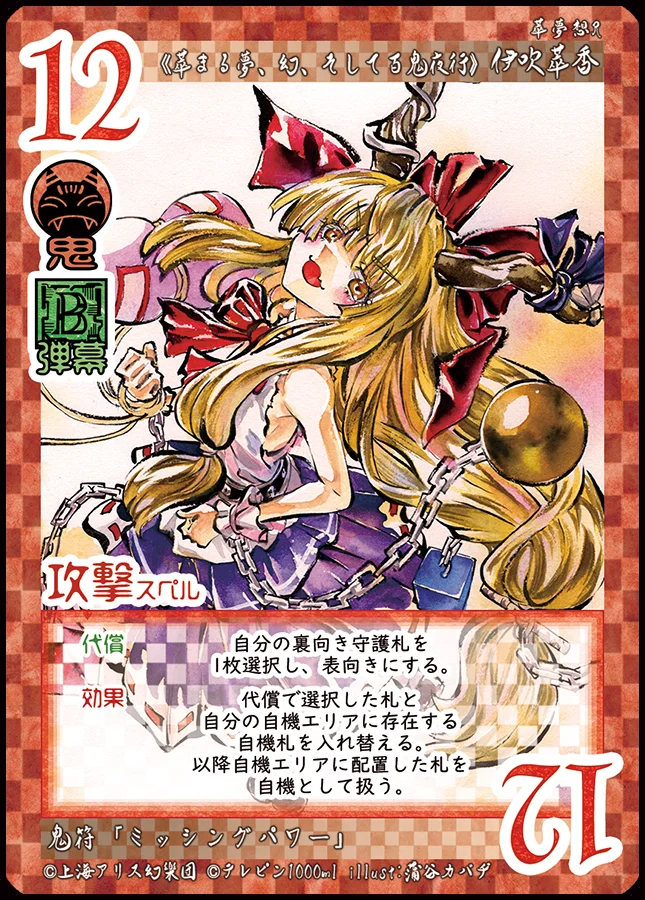 萃夢想ス
12
《萃まる夢、幻、そして百鬼夜行》 伊吹萃香
鬼
B
弾幕
攻撃スペル
代償
自分の裏向き守護札を
1枚選択し、表向きにする。
効果
代償で選択した札と
自分の自機エリアに存在する
自機札を入れ替える。
以降自機エリアに配置した札を
自機として扱う。
12
鬼符「ミッシングパワー」
©上海アリス幻樂団 ©テレピン1000ml illust:蒲谷カバヂ